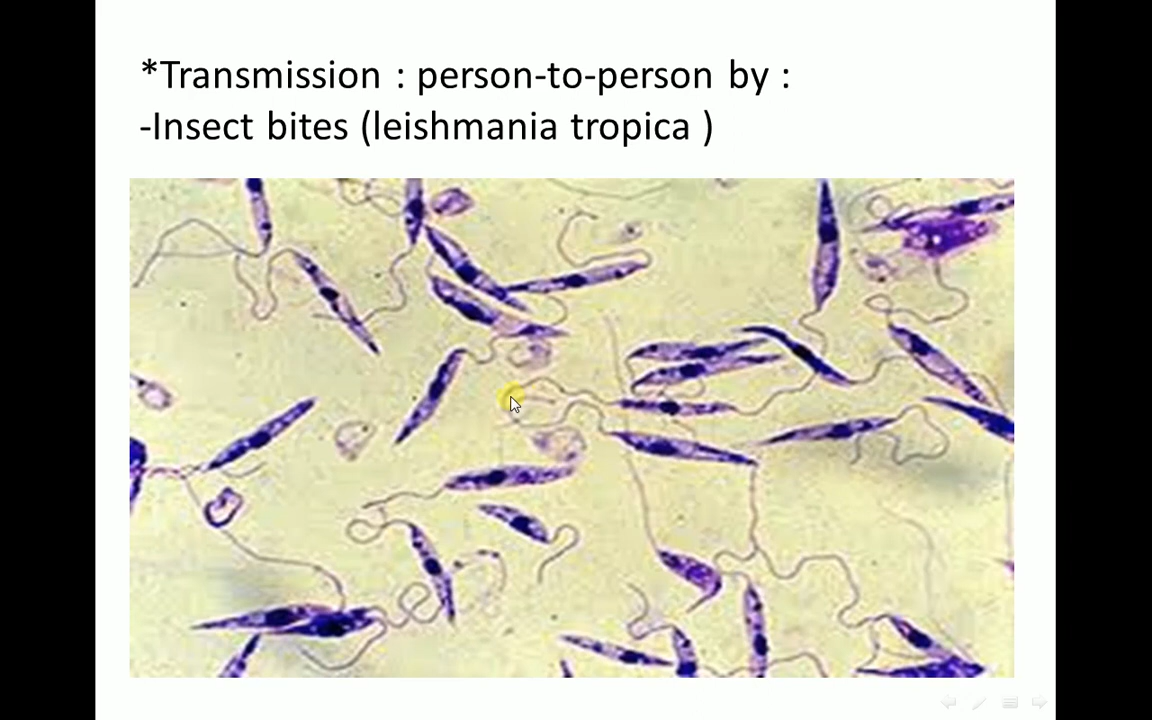 *Transmission : person-to-person by :
-Insect bites (leishmania tropica )